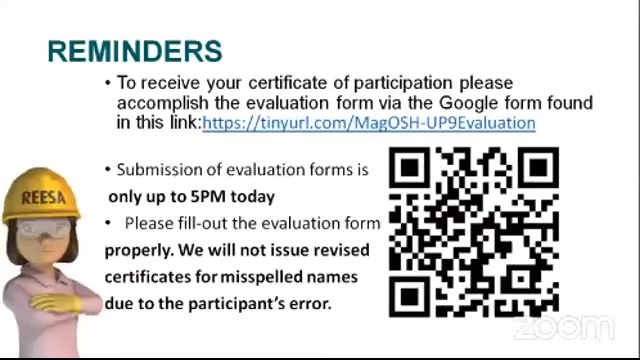 REMINDERS
• To receive your certificate of participation please
accomplish the evaluation form via the Google form found
in this link:https://tinyurl.com/MagOSH-UP9Evaluation
• Submission of evaluation forms is
only up to 5PM today
• Please fill-out the evaluation form
properly. We will not issue revised
certificates for misspelled names
due to the participant's error.
REESA
zoom